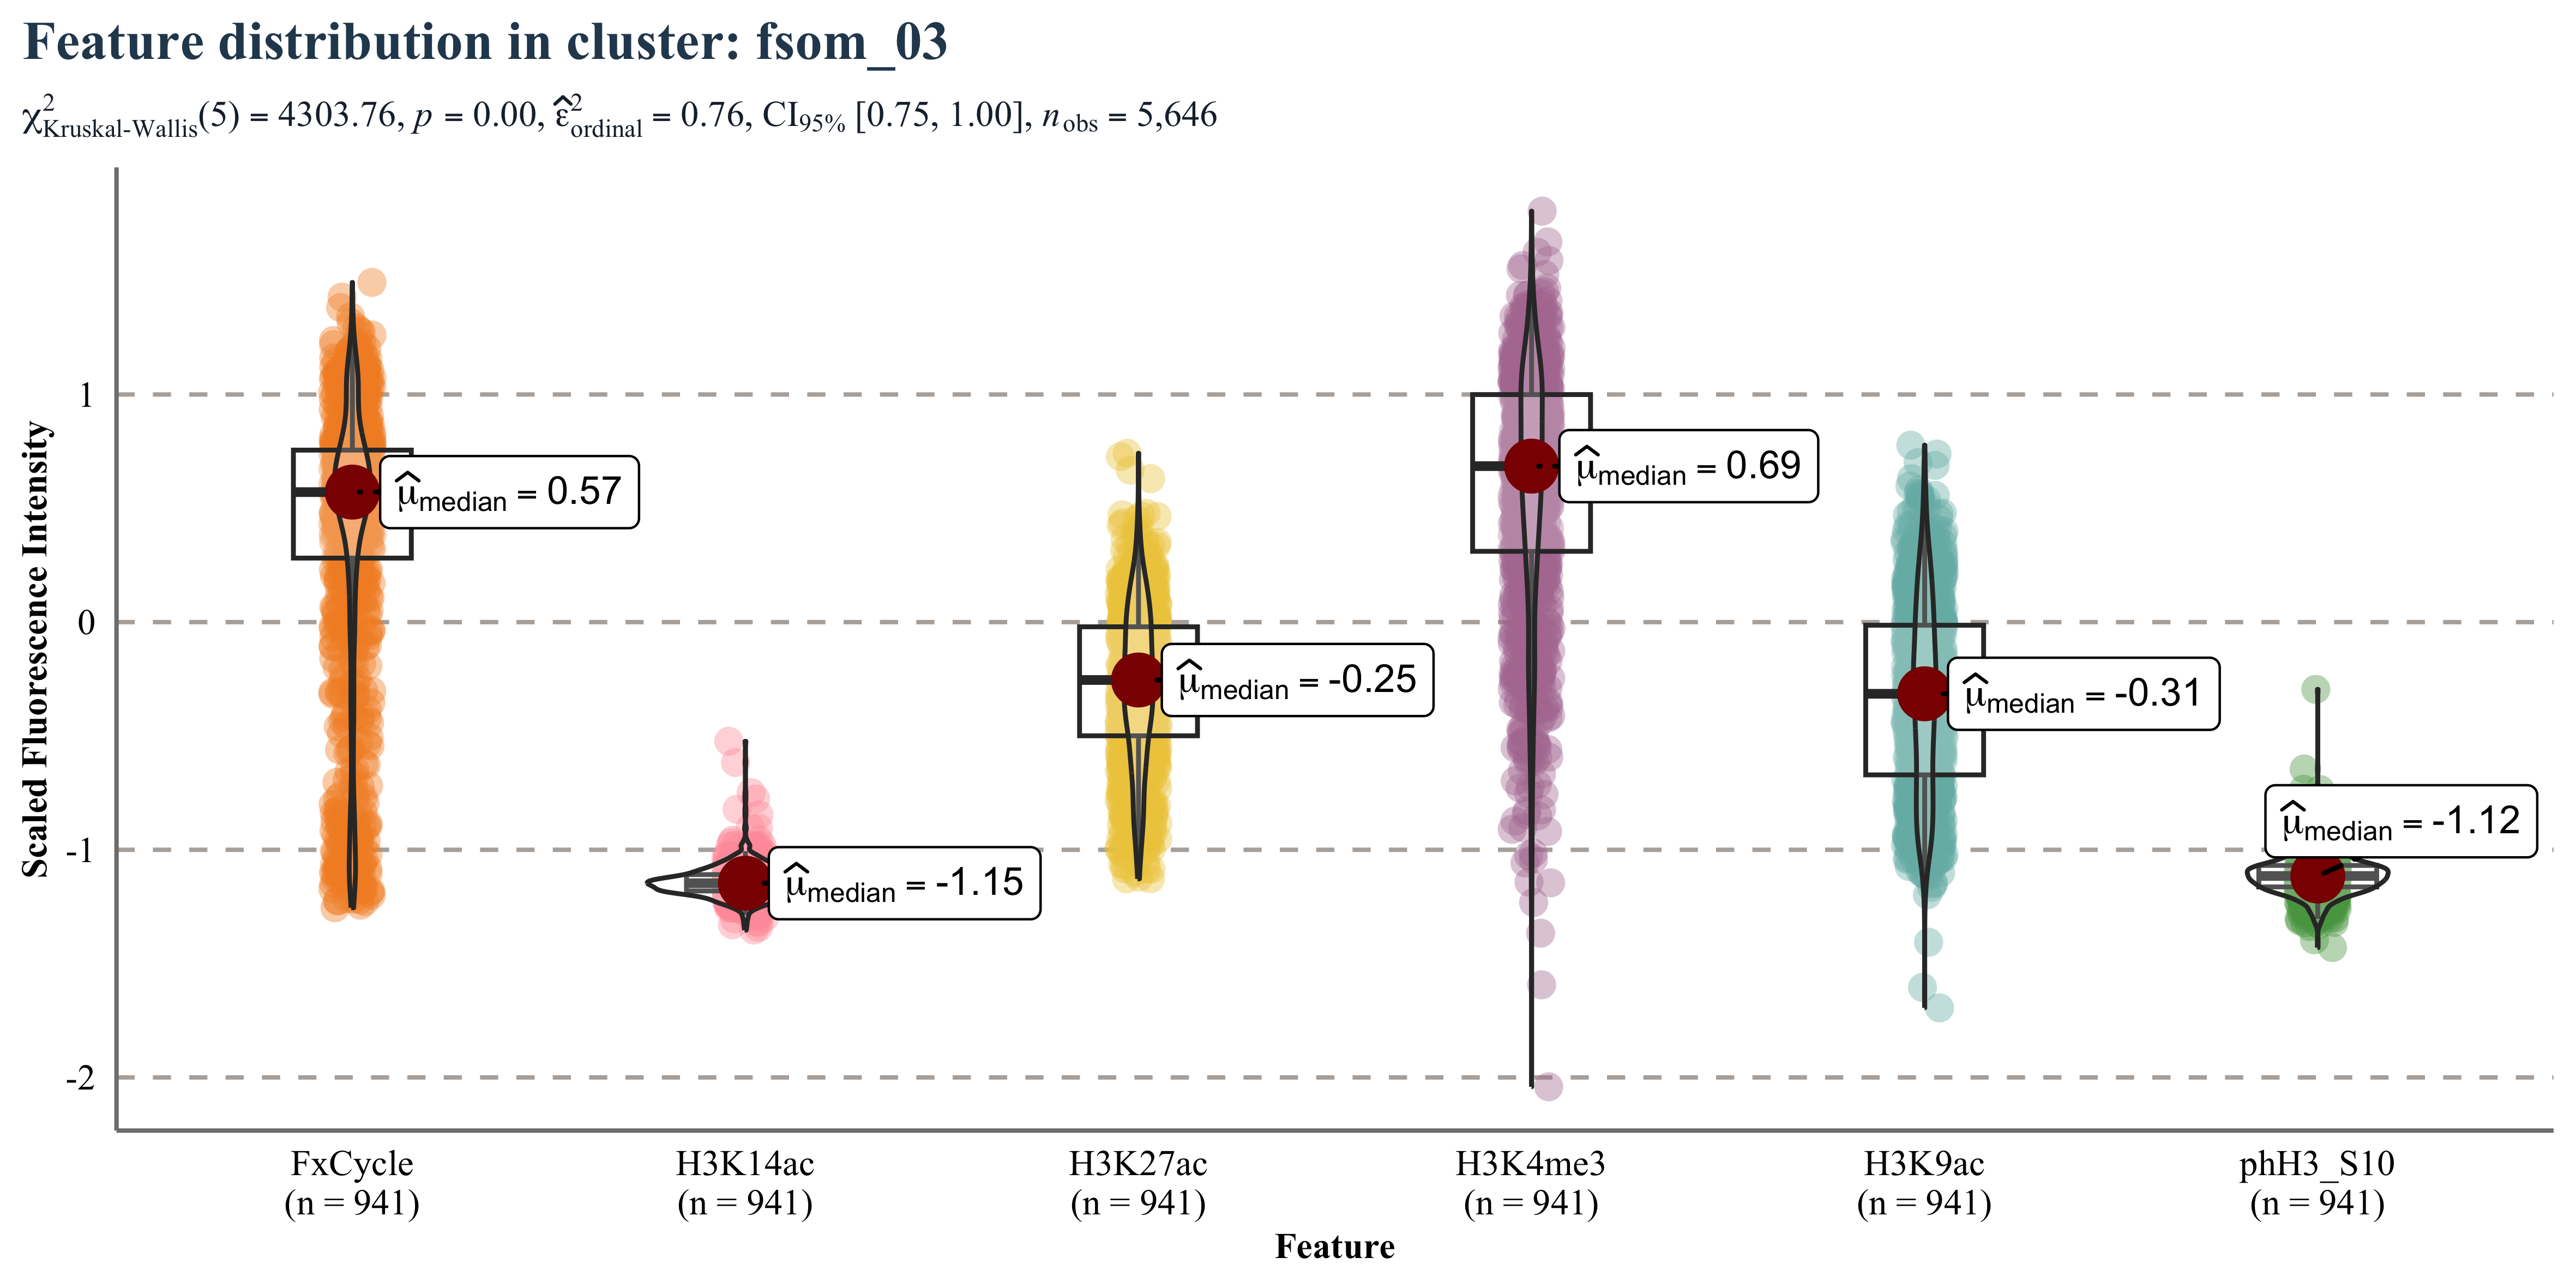 Feature distribution in cluster: fsom_03
χ²Kruskal-Wallis(5) = 4303.76, p = 0.00, ε̂²ordinal = 0.76, CI95% [0.75, 1.00], nobs = 5,646
Scaled Fluorescence Intensity
1
0
-1
-2
μ̂median = 0.57
μ̂median = -1.15
μ̂median = -0.25
μ̂median = 0.69
μ̂median = -0.31
μ̂median = -1.12
FxCycle
(n = 941)
H3K14ac
(n = 941)
H3K27ac
(n = 941)
H3K4me3
(n = 941)
H3K9ac
(n = 941)
phH3_S10
(n = 941)
Feature